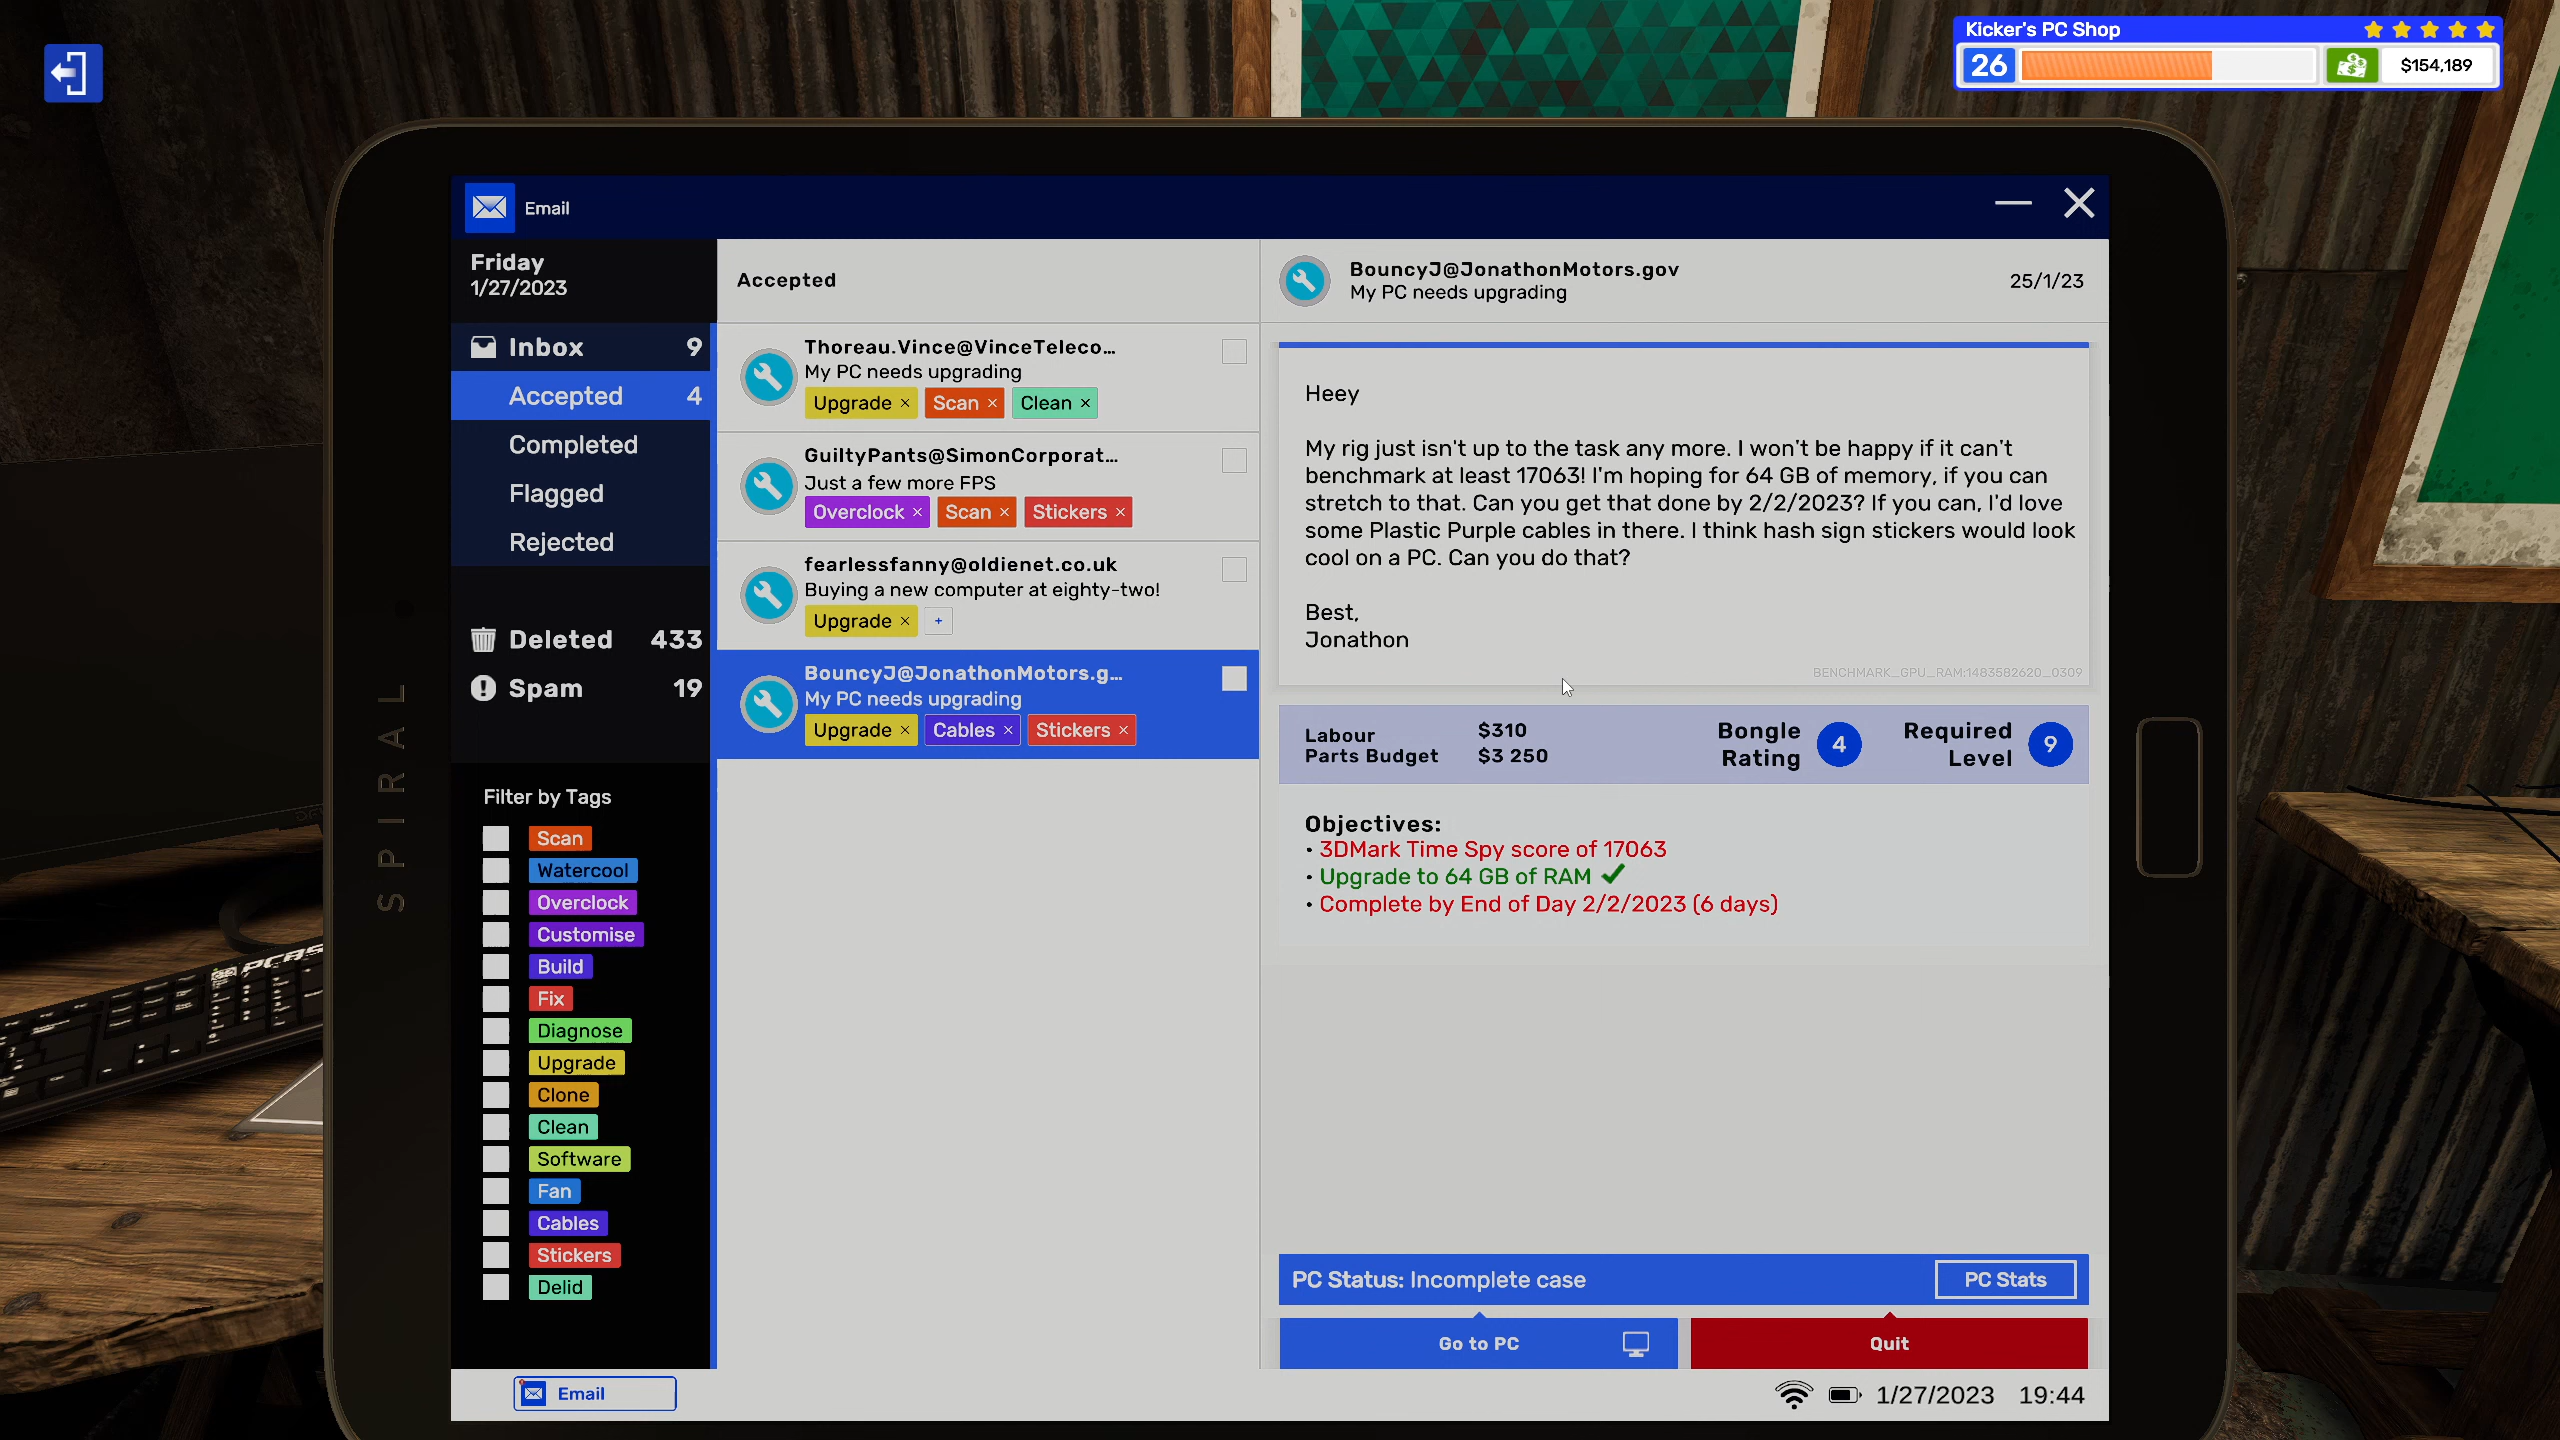 Kicker's PC Shop
26
$154,189
Email
Friday
1/27/2023
Inbox 9
Accepted 4
Completed
Flagged
Rejected
Deleted 433
Spam 19
Filter by Tags
Scan
Watercool
Overclock
Customise
Build
Fix
Diagnose
Upgrade
Clone
Clean
Software
Fan
Cables
Stickers
Delid
Accepted
Thoreau.Vince@VinceTeleco...
My PC needs upgrading
Upgrade × Scan × Clean ×
GuiltyPants@SimonCorporat...
Just a few more FPS
Overclock × Scan × Stickers ×
fearlessfanny@oldienet.co.uk
Buying a new computer at eighty-two!
Upgrade × +
BouncyJ@JonathonMotors.g...
My PC needs upgrading
Upgrade × Cables × Stickers ×
BouncyJ@JonathonMotors.gov
My PC needs upgrading
25/1/23
Heey
My rig just isn't up to the task any more. I won't be happy if it can't
benchmark at least 17063! I'm hoping for 64 GB of memory, if you can
stretch to that. Can you get that done by 2/2/2023? If you can, I'd love
some Plastic Purple cables in there. I think hash sign stickers would look
cool on a PC. Can you do that?
Best,
Jonathon
BENCHMARK_GPU_RAM:1483582620_0309
Labour $310
Parts Budget $3 250
Bongle
Rating 4
Required
Level 9
Objectives:
• 3DMark Time Spy score of 17063
• Upgrade to 64 GB of RAM ✔
• Complete by End of Day 2/2/2023 (6 days)
PC Status: Incomplete case
PC Stats
Go to PC
Quit
Email
1/27/2023 19:44
SPIRAL